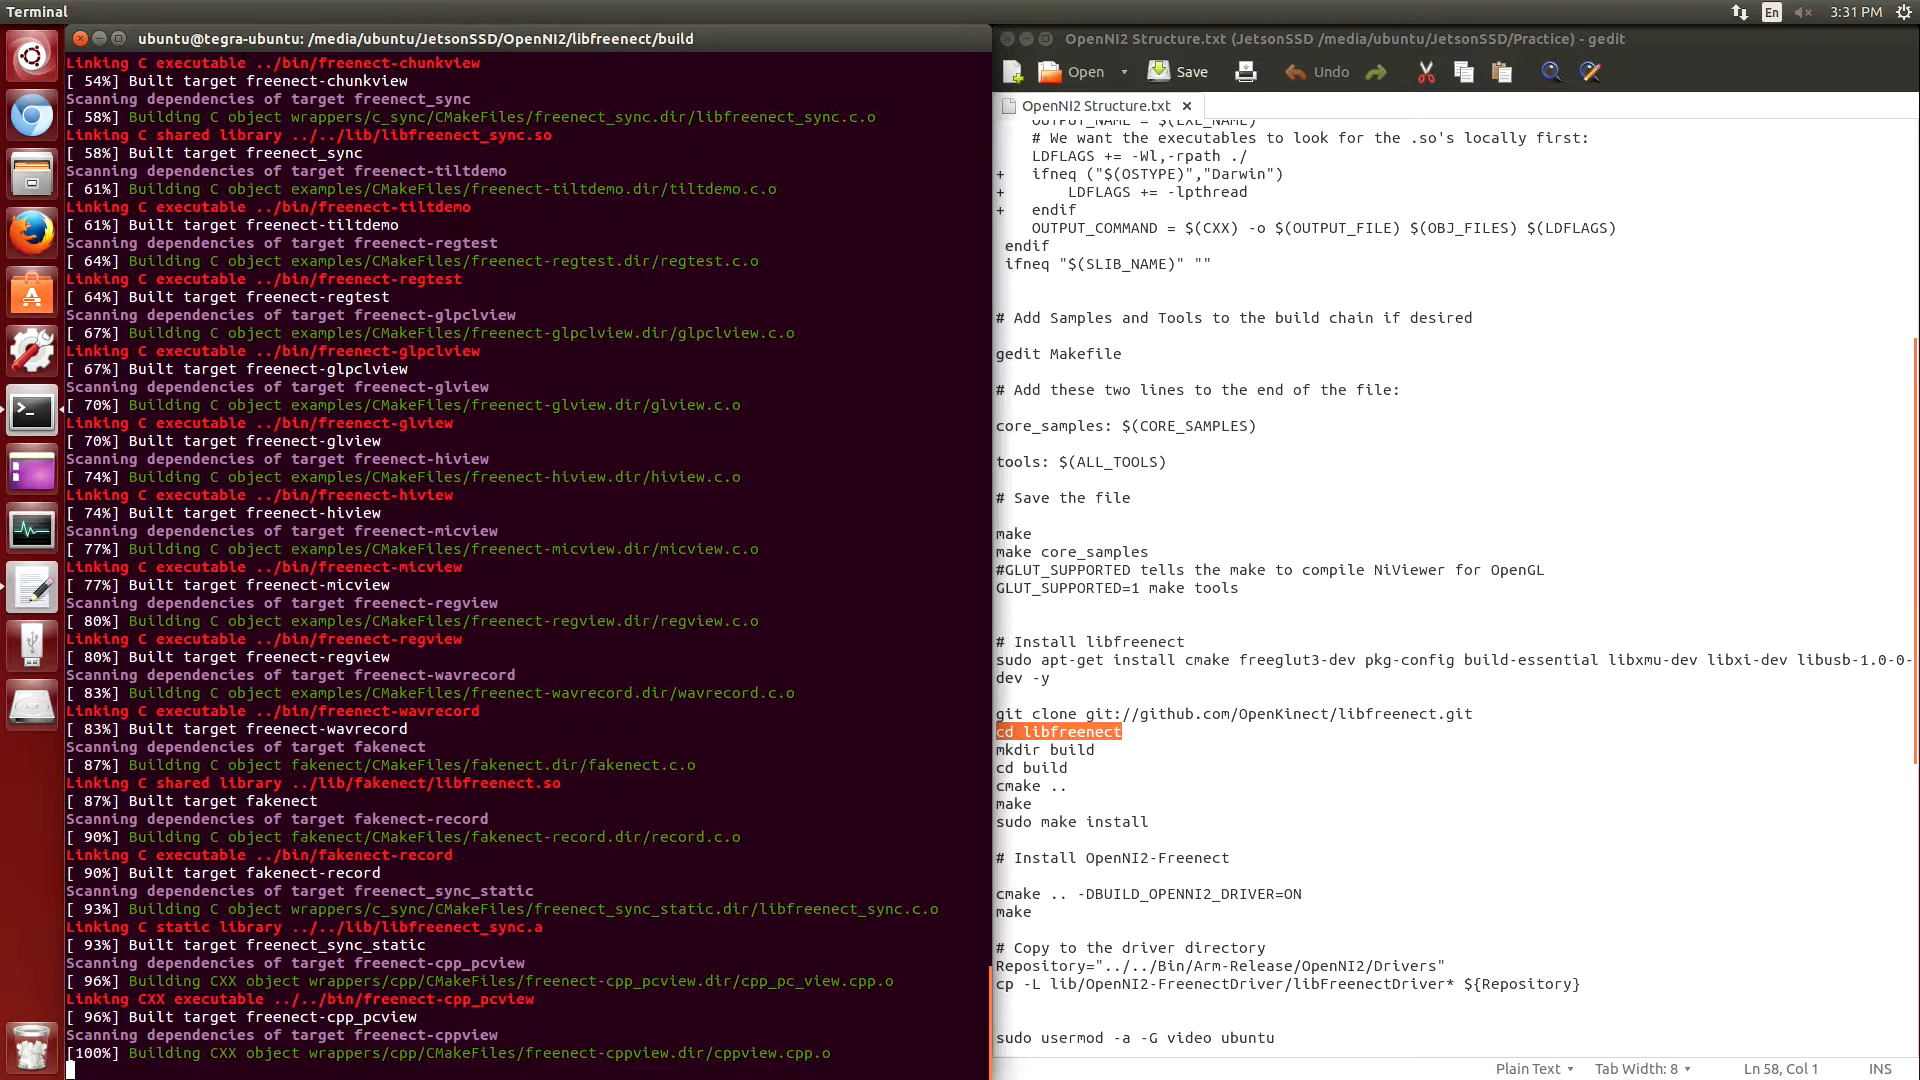 Terminal
En
3:31 PM
ubuntu@tegra-ubuntu: /media/ubuntu/JetsonSSD/OpenNI2/libfreenect/build
Linking C executable ../bin/freenect-chunkview
[ 54%] Built target freenect-chunkview
Scanning dependencies of target freenect_sync
[ 58%] Building C object wrappers/c_sync/CMakeFiles/freenect_sync.dir/libfreenect_sync.c.o
Linking C shared library ../../lib/libfreenect_sync.so
[ 58%] Built target freenect_sync
Scanning dependencies of target freenect-tiltdemo
[ 61%] Building C object examples/CMakeFiles/freenect-tiltdemo.dir/tiltdemo.c.o
Linking C executable ../bin/freenect-tiltdemo
[ 61%] Built target freenect-tiltdemo
Scanning dependencies of target freenect-regtest
[ 64%] Building C object examples/CMakeFiles/freenect-regtest.dir/regtest.c.o
Linking C executable ../bin/freenect-regtest
[ 64%] Built target freenect-regtest
Scanning dependencies of target freenect-glpclview
[ 67%] Building C object examples/CMakeFiles/freenect-glpclview.dir/glpclview.c.o
Linking C executable ../bin/freenect-glpclview
[ 67%] Built target freenect-glpclview
Scanning dependencies of target freenect-glview
[ 70%] Building C object examples/CMakeFiles/freenect-glview.dir/glview.c.o
Linking C executable ../bin/freenect-glview
[ 70%] Built target freenect-glview
Scanning dependencies of target freenect-hiview
[ 74%] Building C object examples/CMakeFiles/freenect-hiview.dir/hiview.c.o
Linking C executable ../bin/freenect-hiview
[ 74%] Built target freenect-hiview
Scanning dependencies of target freenect-micview
[ 77%] Building C object examples/CMakeFiles/freenect-micview.dir/micview.c.o
Linking C executable ../bin/freenect-micview
[ 77%] Built target freenect-micview
Scanning dependencies of target freenect-regview
[ 80%] Building C object examples/CMakeFiles/freenect-regview.dir/regview.c.o
Linking C executable ../bin/freenect-regview
[ 80%] Built target freenect-regview
Scanning dependencies of target freenect-wavrecord
[ 83%] Building C object examples/CMakeFiles/freenect-wavrecord.dir/wavrecord.c.o
Linking C executable ../bin/freenect-wavrecord
[ 83%] Built target freenect-wavrecord
Scanning dependencies of target fakenect
[ 87%] Building C object fakenect/CMakeFiles/fakenect.dir/fakenect.c.o
Linking C shared library ../lib/fakenect/libfreenect.so
[ 87%] Built target fakenect
Scanning dependencies of target fakenect-record
[ 90%] Building C object fakenect/CMakeFiles/fakenect-record.dir/record.c.o
Linking C executable ../bin/fakenect-record
[ 90%] Built target fakenect-record
Scanning dependencies of target freenect_sync_static
[ 93%] Building C object wrappers/c_sync/CMakeFiles/freenect_sync_static.dir/libfreenect_sync.c.o
Linking C static library ../../lib/libfreenect_sync.a
[ 93%] Built target freenect_sync_static
Scanning dependencies of target freenect-cpp_pcview
[ 96%] Building CXX object wrappers/cpp/CMakeFiles/freenect-cpp_pcview.dir/cpp_pc_view.cpp.o
Linking CXX executable ../../bin/freenect-cpp_pcview
[ 96%] Built target freenect-cpp_pcview
Scanning dependencies of target freenect-cppview
[100%] Building CXX object wrappers/cpp/CMakeFiles/freenect-cppview.dir/cppview.cpp.o
OpenNI2 Structure.txt (JetsonSSD /media/ubuntu/JetsonSSD/Practice) - gedit
Open Save Undo
OpenNI2 Structure.txt
OUTPUT_NAME = $(EXE_NAME)
# We want the executables to look for the .so's locally first:
LDFLAGS += -Wl,-rpath ./
+ ifneq ("$(OSTYPE)","Darwin")
+ LDFLAGS += -lpthread
+ endif
OUTPUT_COMMAND = $(CXX) -o $(OUTPUT_FILE) $(OBJ_FILES) $(LDFLAGS)
endif
ifneq "$(SLIB_NAME)" ""
# Add Samples and Tools to the build chain if desired
gedit Makefile
# Add these two lines to the end of the file:
core_samples: $(CORE_SAMPLES)
tools: $(ALL_TOOLS)
# Save the file
make
make core_samples
#GLUT_SUPPORTED tells the make to compile NiViewer for OpenGL
GLUT_SUPPORTED=1 make tools
# Install libfreenect
sudo apt-get install cmake freeglut3-dev pkg-config build-essential libxmu-dev libxi-dev libusb-1.0-0-
dev -y
git clone git://github.com/OpenKinect/libfreenect.git
cd libfreenect
mkdir build
cd build
cmake ..
make
sudo make install
# Install OpenNI2-Freenect
cmake .. -DBUILD_OPENNI2_DRIVER=ON
make
# Copy to the driver directory
Repository="../../Bin/Arm-Release/OpenNI2/Drivers"
cp -L lib/OpenNI2-FreenectDriver/libFreenectDriver* ${Repository}
sudo usermod -a -G video ubuntu
Plain Text Tab Width: 8 Ln 58, Col 1 INS